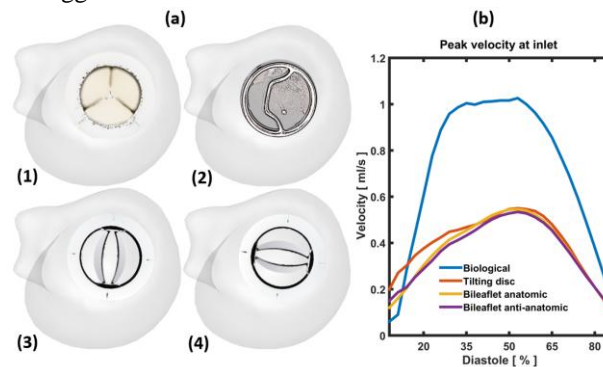 (a)
(1)
(2)
(3)
(4)
(b)
Peak velocity at inlet
Velocity [ ml/s ]
1.2
1
0.8
0.6
0.4
0.2
0
Biological
Tilting disc
Bileaflet anatomic
Bileaflet anti-anatomic
20 35 50 65 80
Diastole [ % ]